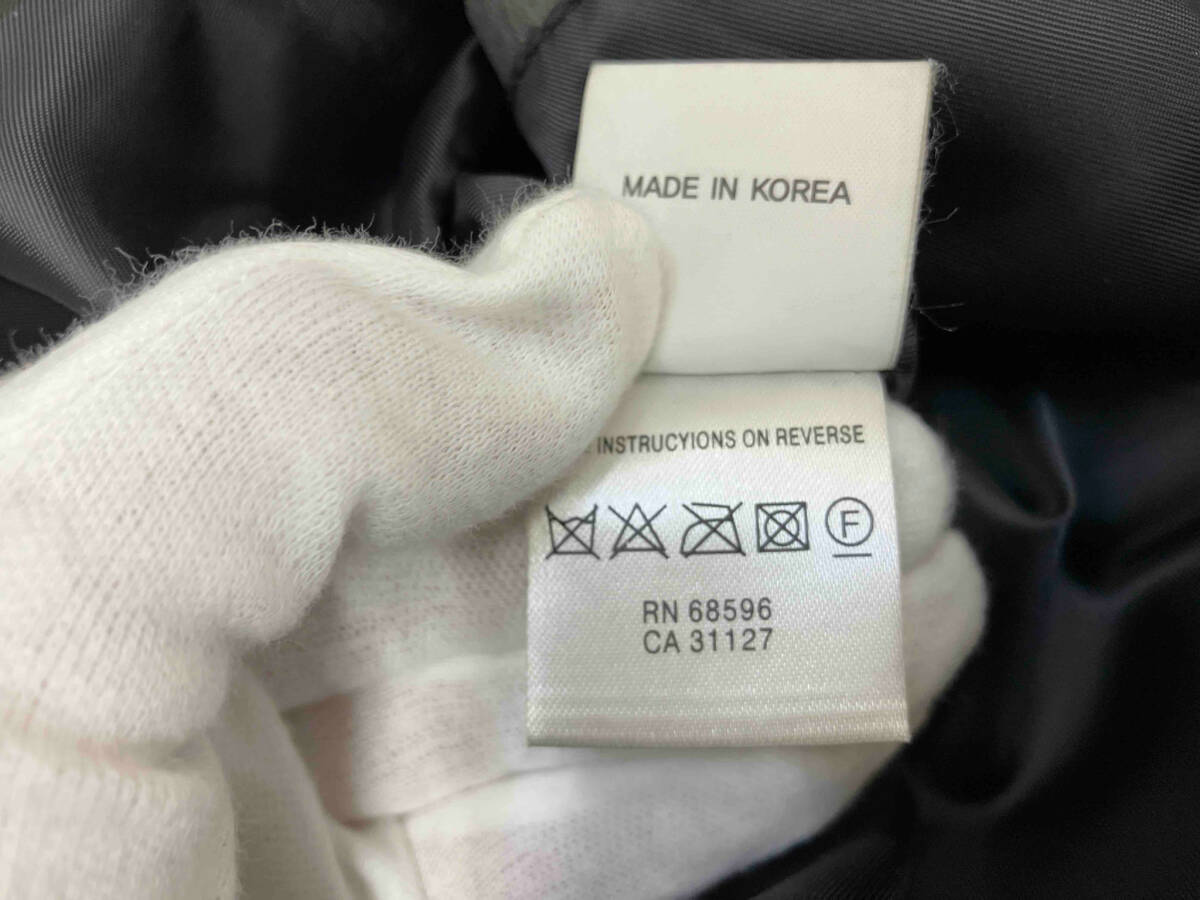 MADE IN KOREA
INSTRUCYIONS ON REVERSE
F
RN 68596
CA 31127